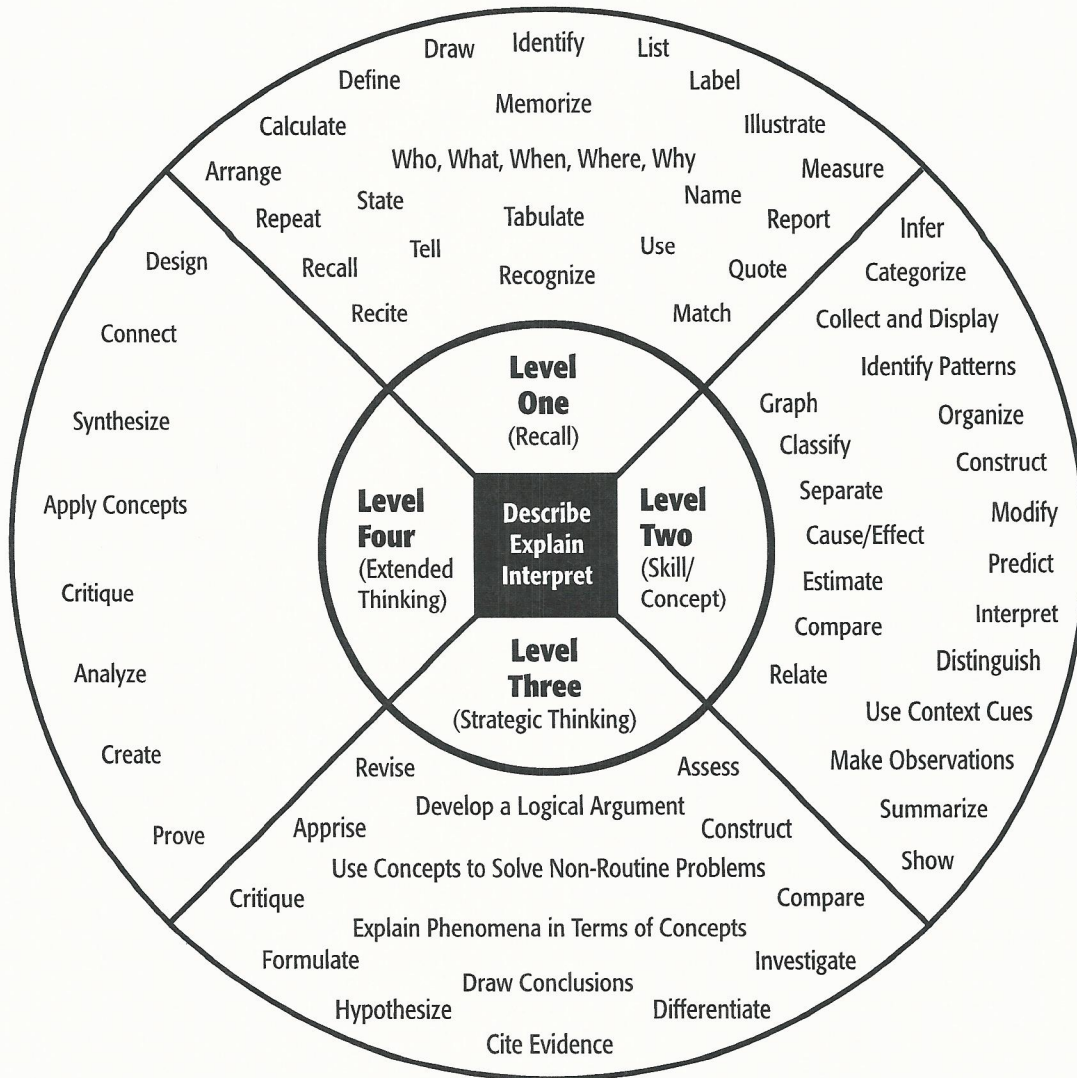 Draw
Identify
List
Define
Label
Memorize
Calculate
Illustrate
Who, What, When, Where, Why
Arrange
Measure
State
Name
Repeat
Tabulate
Report
Tell
Use
Recall
Recognize
Quote
Recite
Match
Level
One
(Recall)
Infer
Categorize
Collect and Display
Identify Patterns
Graph
Organize
Classify
Construct
Separate
Modify
Cause/Effect
Predict
Estimate
Interpret
Compare
Distinguish
Relate
Use Context Cues
Make Observations
Summarize
Show
Level
Two
(Skill/
Concept)
Describe
Explain
Interpret
Level
Three
(Strategic Thinking)
Revise
Assess
Develop a Logical Argument
Apprise
Construct
Use Concepts to Solve Non-Routine Problems
Critique
Compare
Explain Phenomena in Terms of Concepts
Formulate
Investigate
Draw Conclusions
Hypothesize
Differentiate
Cite Evidence
Level
Four
(Extended
Thinking)
Design
Connect
Synthesize
Apply Concepts
Critique
Analyze
Create
Prove